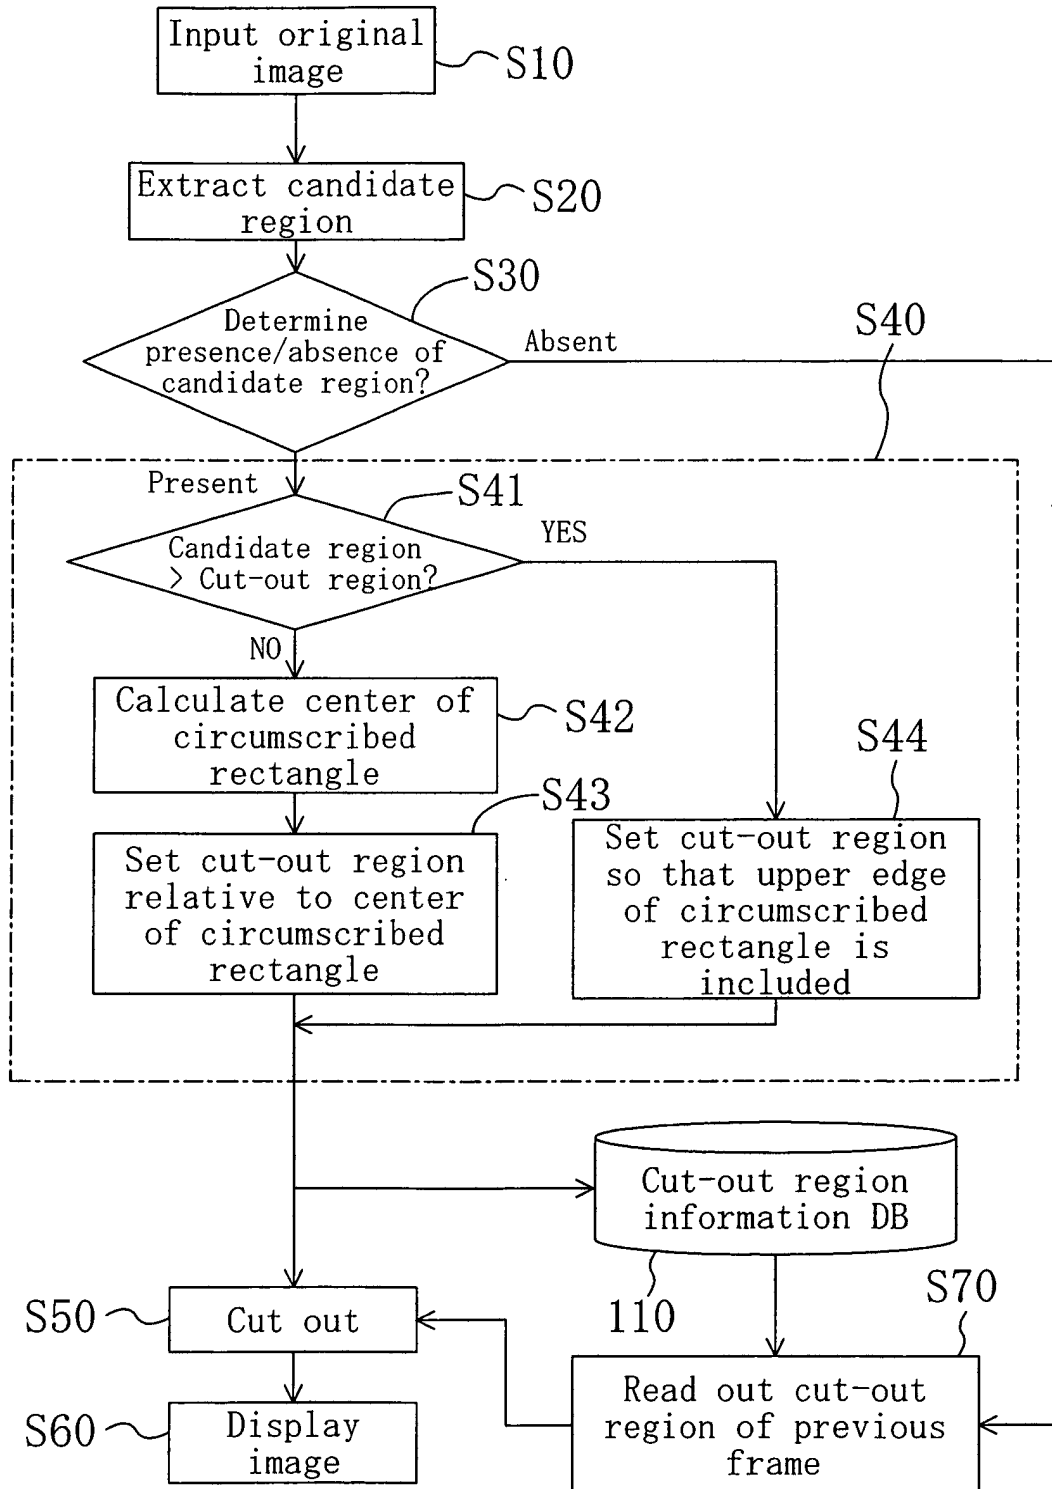 Input original
image
S10
Extract candidate
region
S20
S30
Determine
presence/absence of
candidate region?
Absent
S40
Present
S41
Candidate region
> Cut-out region?
YES
NO
Calculate center of
circumscribed
rectangle
S42
S43
S44
Set cut-out region
relative to center
of circumscribed
rectangle
Set cut-out region
so that upper edge
of circumscribed
rectangle is
included
Cut-out region
information DB
110
S70
S50
Cut out
Read out cut-out
region of previous
frame
S60
Display
image